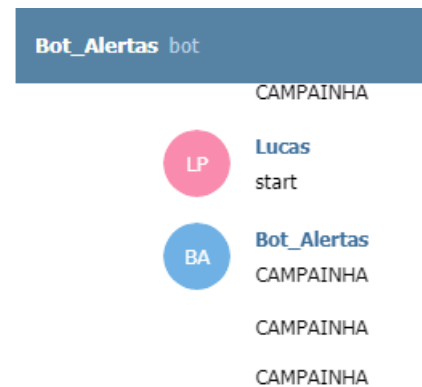 Bot_Alertas bot
CAMPAINHA
LP
Lucas
start
BA
Bot_Alertas
CAMPAINHA
CAMPAINHA
CAMPAINHA